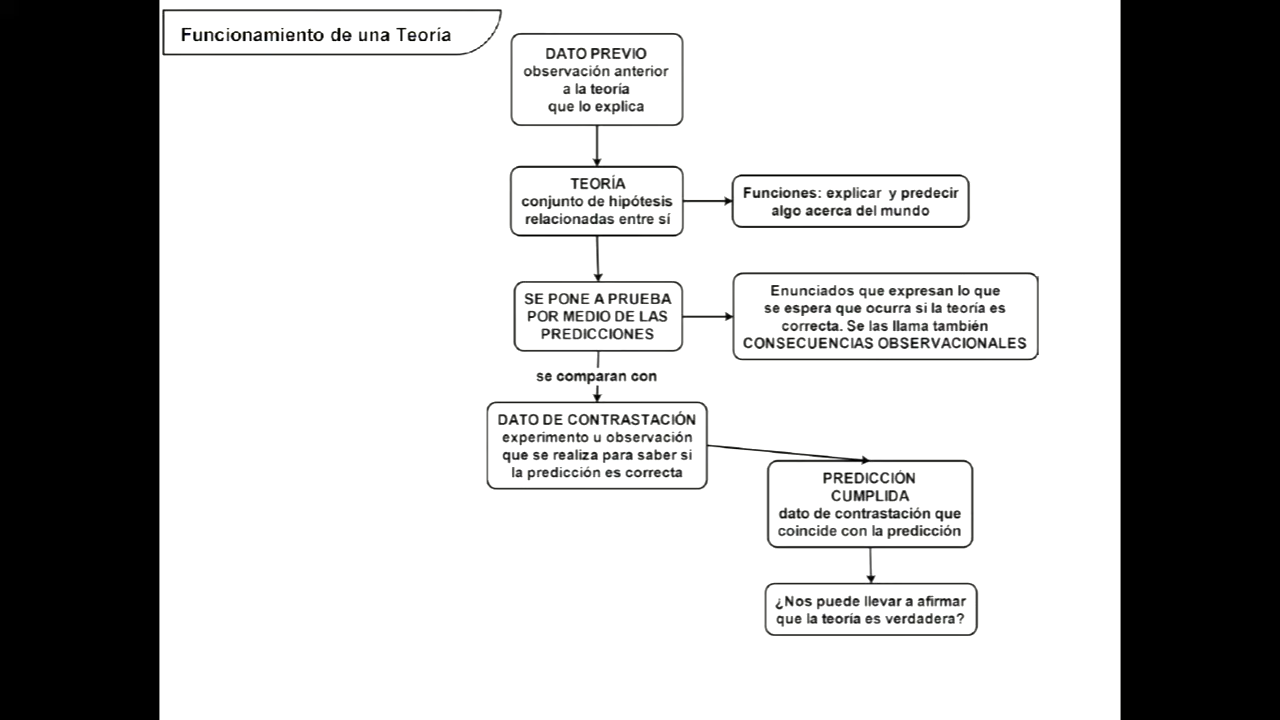 Funcionamiento de una Teoría
DATO PREVIO
observación anterior
a la teoría
que lo explica
TEORÍA
conjunto de hipótesis
relacionadas entre sí
Funciones: explicar y predecir
algo acerca del mundo
SE PONE A PRUEBA
POR MEDIO DE LAS
PREDICCIONES
Enunciados que expresan lo que
se espera que ocurra si la teoría es
correcta. Se las llama también
CONSECUENCIAS OBSERVACIONALES
se comparan con
DATO DE CONTRASTACIÓN
experimento u observación
que se realiza para saber si
la predicción es correcta
PREDICCIÓN
CUMPLIDA
dato de contrastación que
coincide con la predicción
¿Nos puede llevar a afirmar
que la teoría es verdadera?